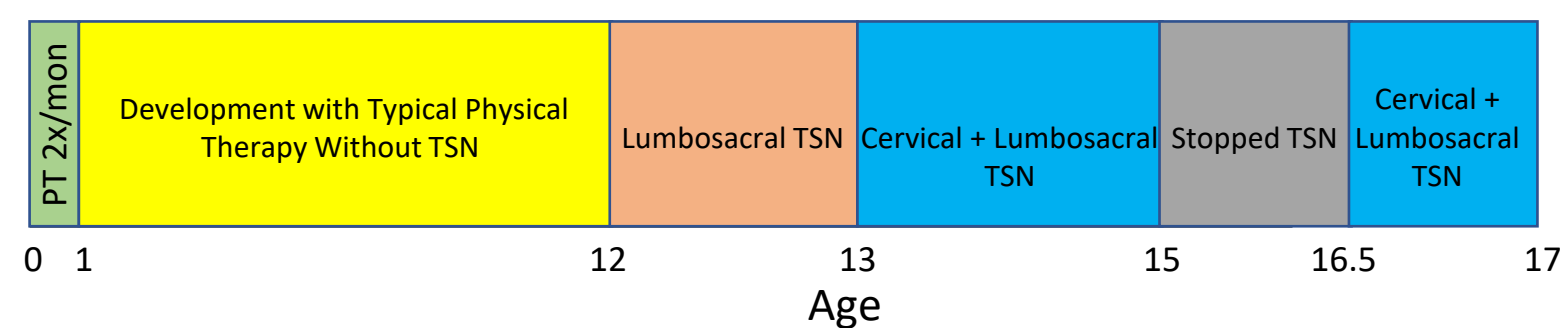 PT 2x/mon
Development with Typical Physical
Therapy Without TSN
Lumbosacral TSN
Cervical + Lumbosacral
TSN
Stopped TSN
Cervical +
Lumbosacral
TSN
0 1 12 13 15 16.5 17
Age